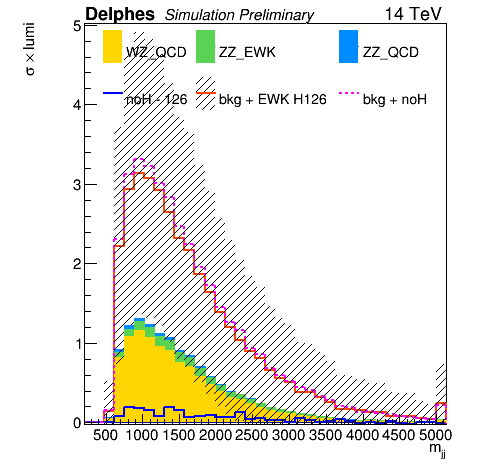 Delphes Simulation Preliminary 14 TeV
σ × lumi
WZ_QCD ZZ_EWK ZZ_QCD
noH - 126 bkg + EWK H126 bkg + noH
5
4
3
2
1
0
500 1000 1500 2000 2500 3000 3500 4000 4500 5000
m_jj